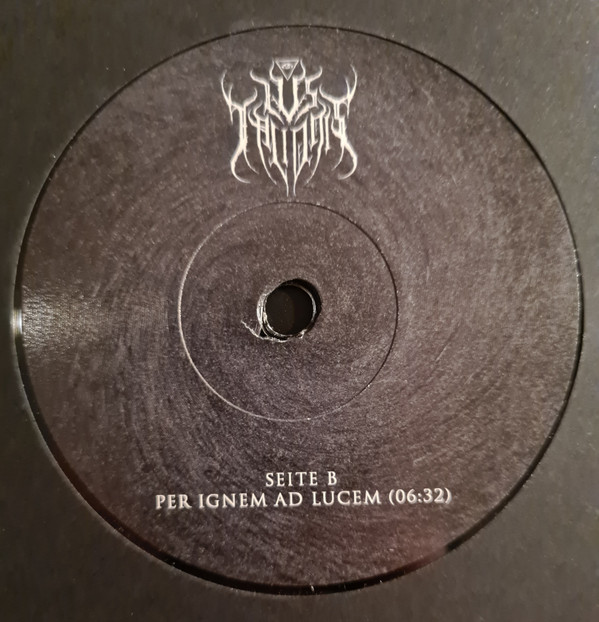 SEITE B
PER IGNEM AD LUCEM (06:32)